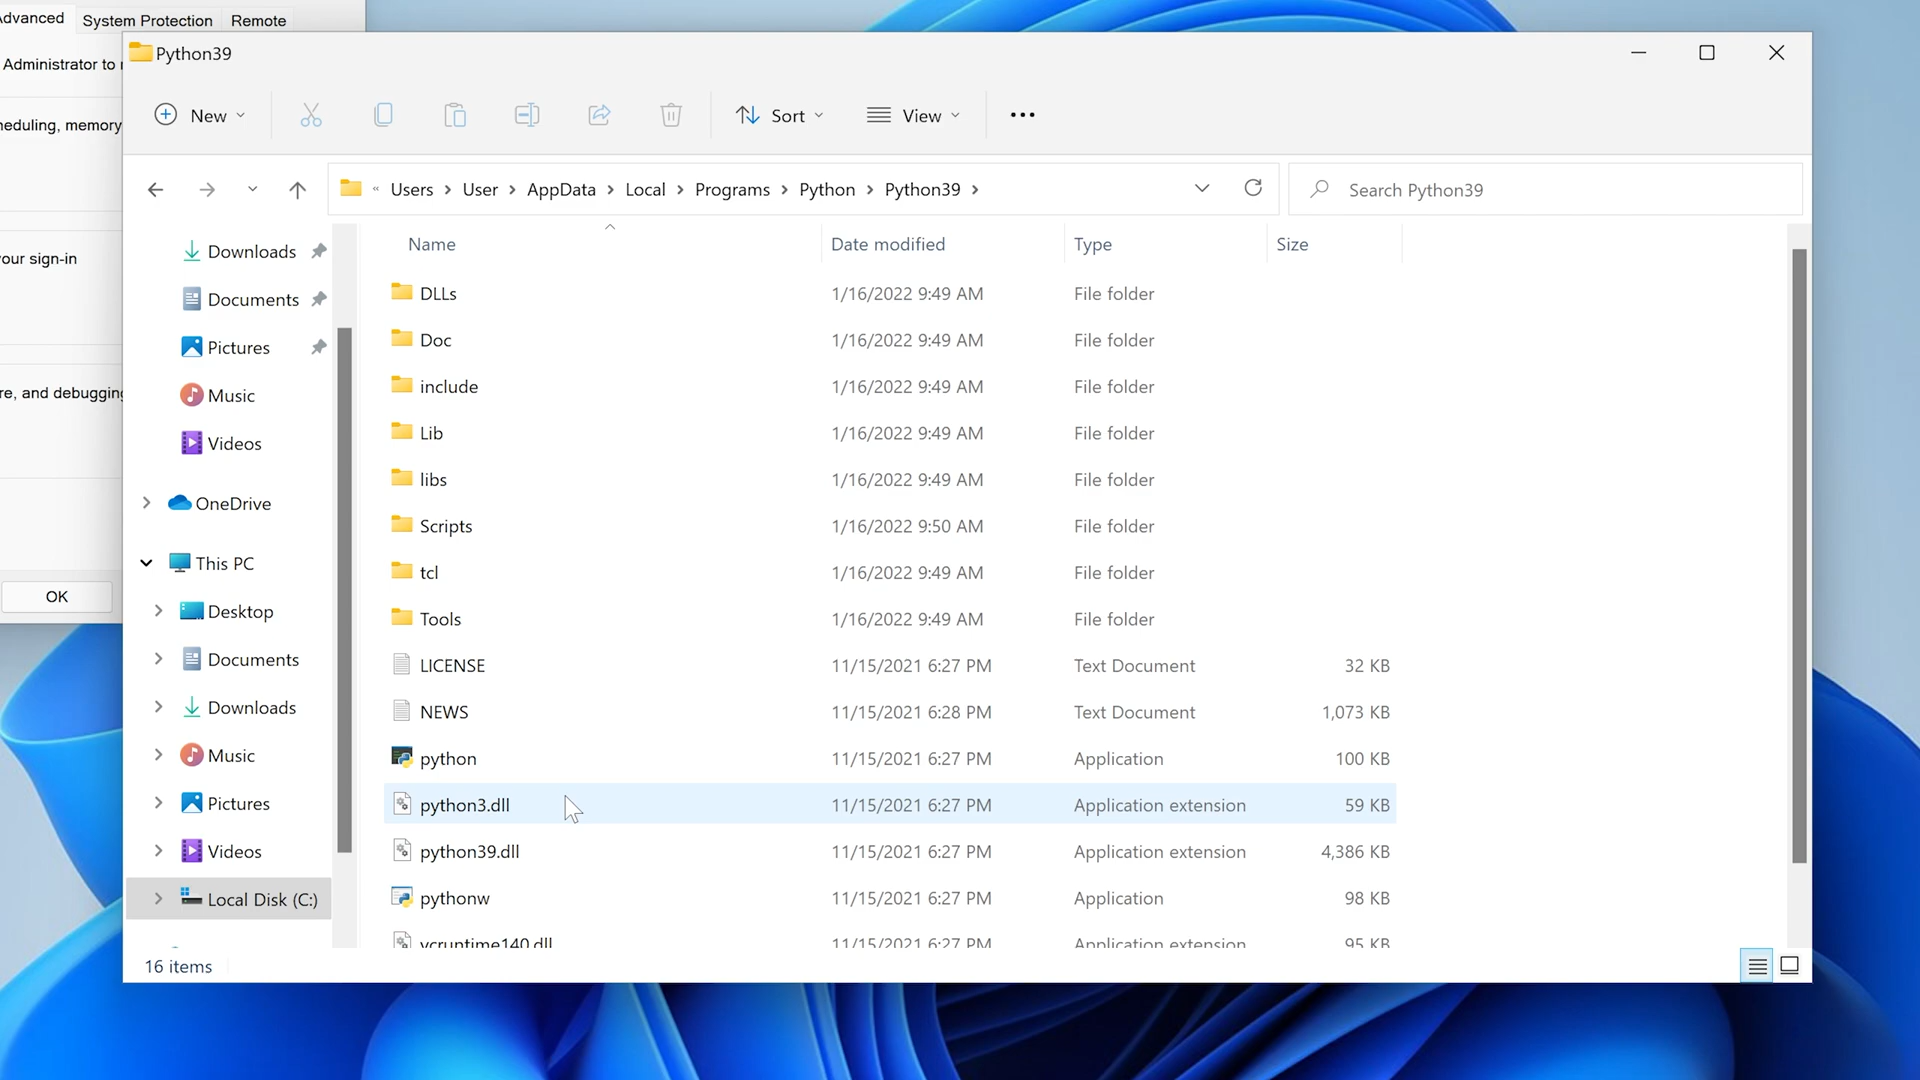 Advanced
System Protection
Remote
Administrator to
memory
your sign-in
and debugging
OK
Python39
New
Sort
View
« Users > User > AppData > Local > Programs > Python > Python39 >
Search Python39
Downloads
Documents
Pictures
Music
Videos
OneDrive
This PC
Desktop
Documents
Downloads
Music
Pictures
Videos
Local Disk (C:)
Name Date modified Type Size
DLLs 1/16/2022 9:49 AM File folder
Doc 1/16/2022 9:49 AM File folder
include 1/16/2022 9:49 AM File folder
Lib 1/16/2022 9:49 AM File folder
libs 1/16/2022 9:49 AM File folder
Scripts 1/16/2022 9:50 AM File folder
tcl 1/16/2022 9:49 AM File folder
Tools 1/16/2022 9:49 AM File folder
LICENSE 11/15/2021 6:27 PM Text Document 32 KB
NEWS 11/15/2021 6:28 PM Text Document 1,073 KB
python 11/15/2021 6:27 PM Application 100 KB
python3.dll 11/15/2021 6:27 PM Application extension 59 KB
python39.dll 11/15/2021 6:27 PM Application extension 4,386 KB
pythonw 11/15/2021 6:27 PM Application 98 KB
vcruntime140.dll 11/15/2021 6:27 PM Application extension 95 KB
16 items